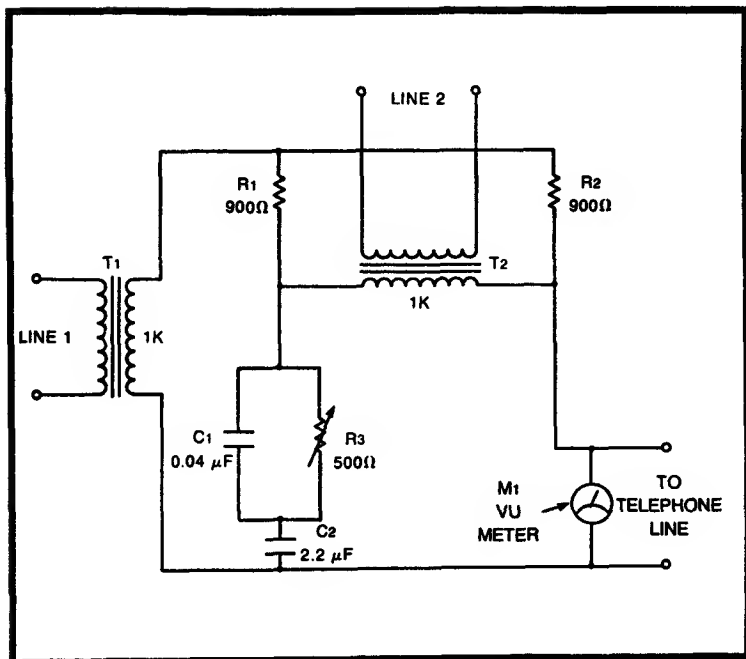 LINE 2
R1
900Ω
R2
900Ω
T1
T2
1K
LINE 1
1K
C1
0.04 μF
R3
500Ω
M1
VU
METER
TO
TELEPHONE
LINE
C2
2.2 μF